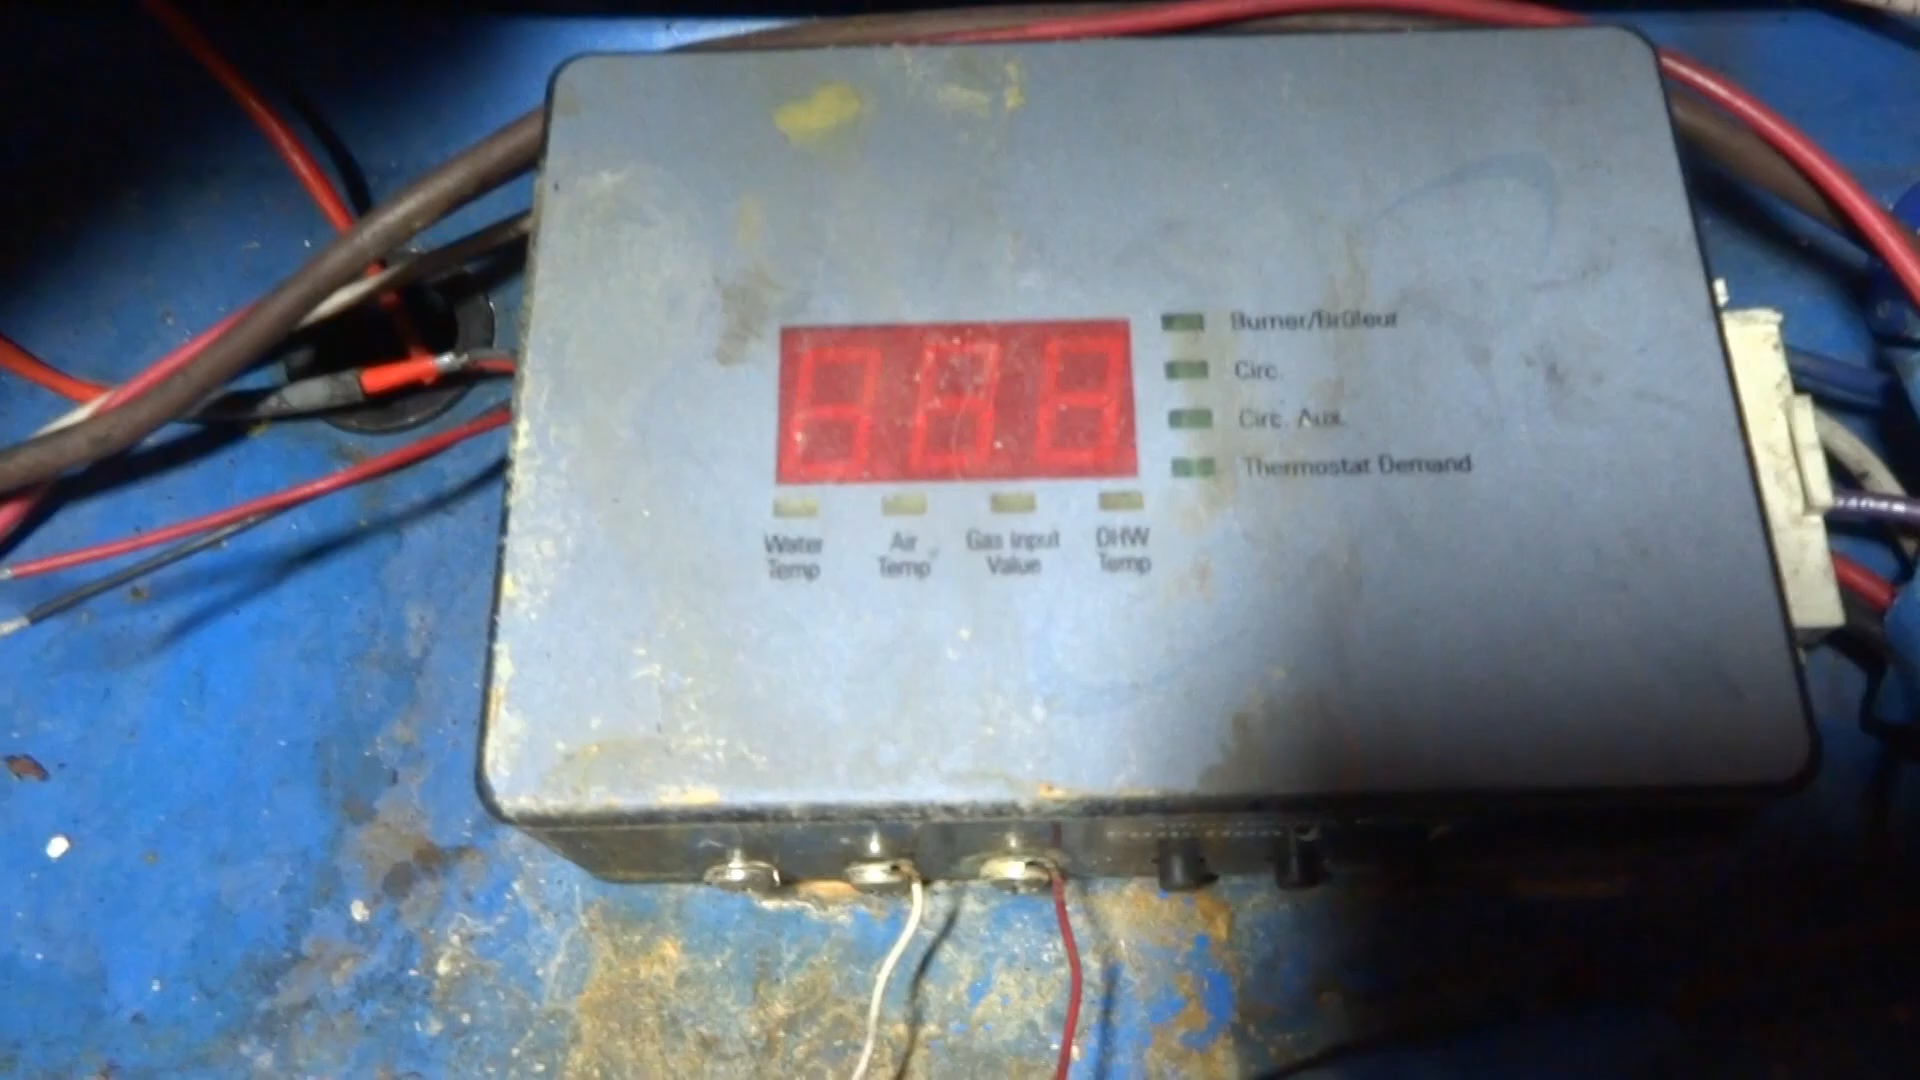 Burner/Brûleur
Circ.
Circ. Aux.
Thermostat Demand
Water Temp
Air Temp
Gas Input Value
DHW Temp